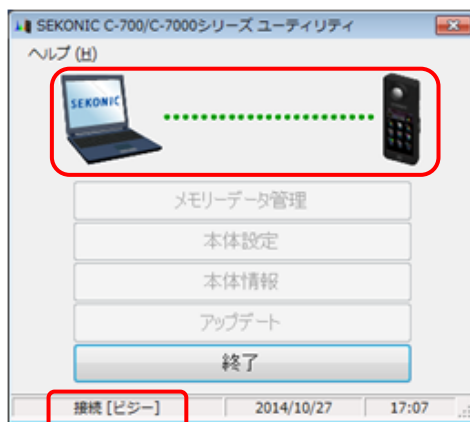 SEKONIC C-700/C-7000シリーズ ユーティリティ
ヘルプ (H)
SEKONIC
メモリーデータ管理
本体設定
本体情報
アップデート
終了
接続 [ビジー] 2014/10/27 17:07